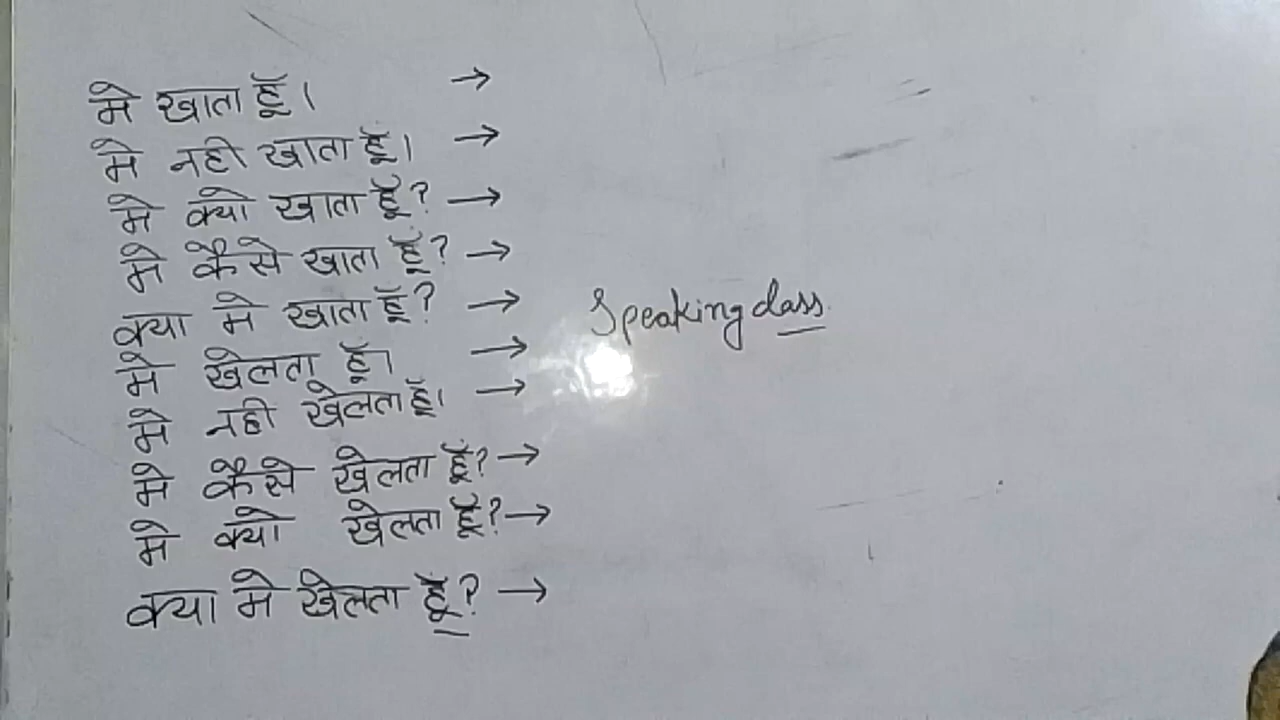 मे खाता हूँ। →
मे नही खाता हूँ। →
मे क्यो खाता हूँ? →
मे कैसे खाता हूँ? →
क्या मे खाता हूँ? →
Speaking class.
मे खेलता हूँ। →
मे नही खेलता हूँ। →
मे कैसे खेलता हूँ? →
मे क्यो खेलता हूँ? →
क्या मे खेलता हूँ? →